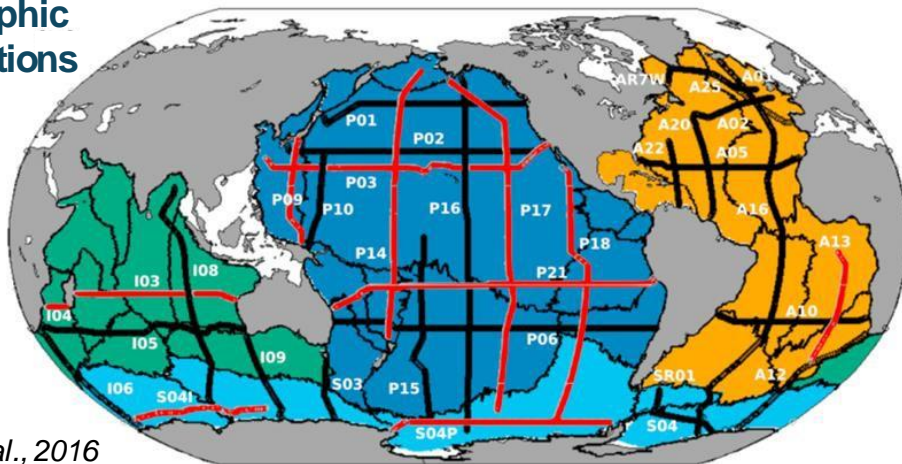 phic
tions
AR7W
A25
A01
P01
A20
A02
P02
A22
A05
P03
P09
P10
P16
P17
A16
P14
P18
A13
I08
I03
P21
I04
A10
I05
P06
I09
I06
S04I
S03
P15
SR01
A12
S04P
S04
al., 2016